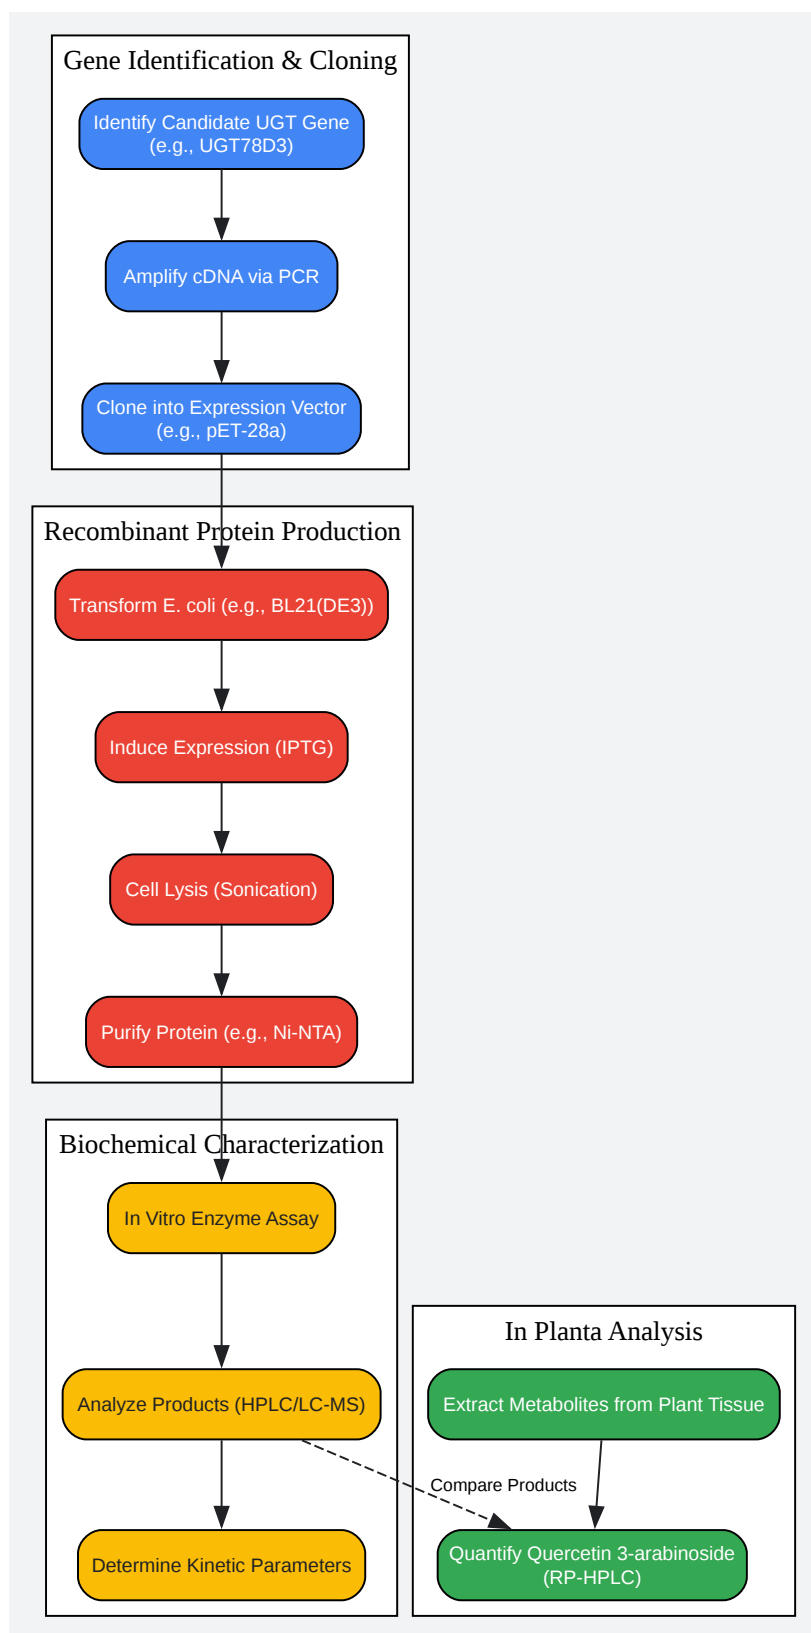 Gene Identification & Cloning
Identify Candidate UGT Gene
(e.g., UGT78D3)
Amplify cDNA via PCR
Clone into Expression Vector
(e.g., pET-28a)
Recombinant Protein Production
Transform E. coli (e.g., BL21(DE3))
Induce Expression (IPTG)
Cell Lysis (Sonication)
Purify Protein (e.g., Ni-NTA)
Biochemical Characterization
In Vitro Enzyme Assay
Analyze Products (HPLC/LC-MS)
Determine Kinetic Parameters
In Planta Analysis
Extract Metabolites from Plant Tissue
Compare Products
Quantify Quercetin 3-arabinoside
(RP-HPLC)